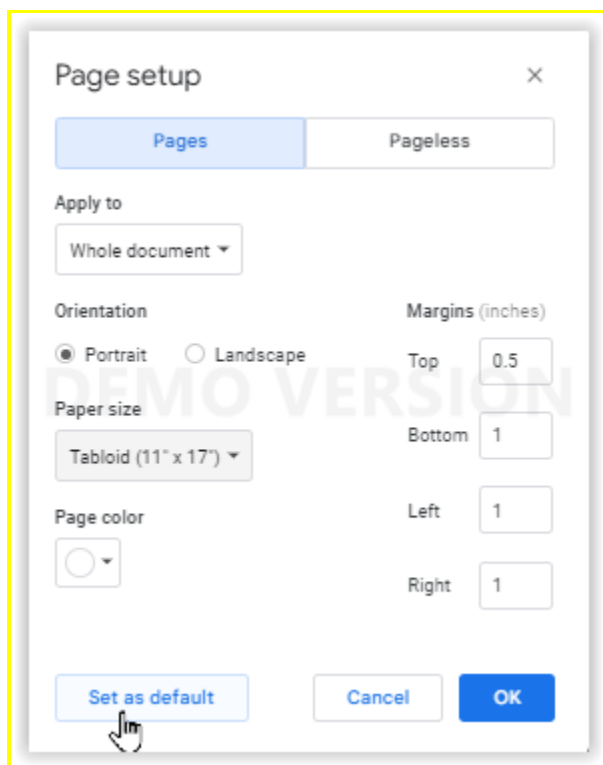 Page setup
Pages Pageless
Apply to
Whole document
Orientation Margins (inches)
Portrait Landscape Top 0.5
DEMO VERSION
Paper size
Bottom 1
Tabloid (11" x 17")
Page color Left 1
Right 1
Set as default Cancel OK